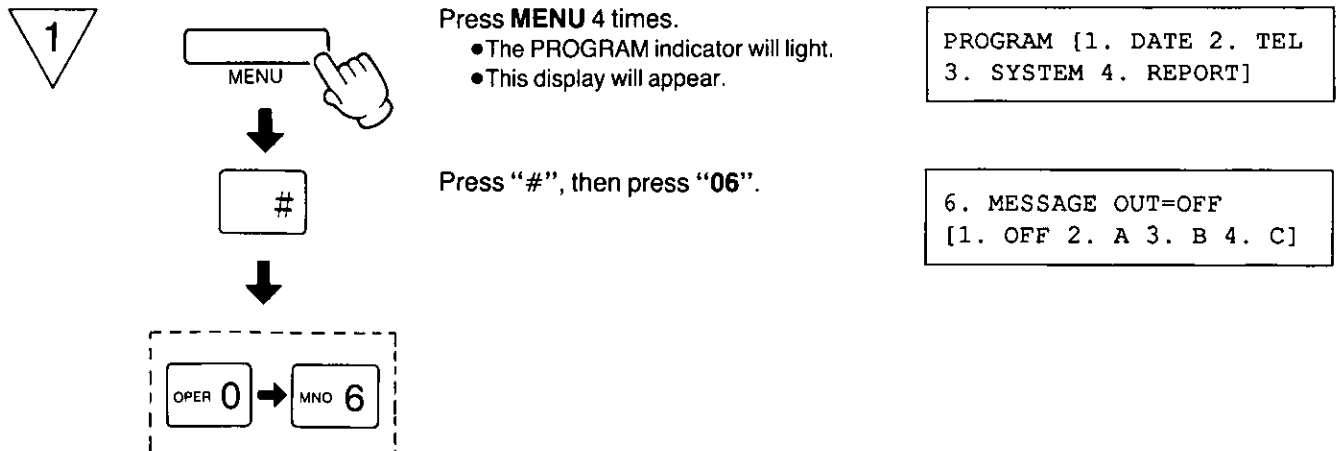 1
MENU
Press MENU 4 times.
●The PROGRAM indicator will light.
●This display will appear.
PROGRAM [1. DATE 2. TEL
3. SYSTEM 4. REPORT]
#
Press “#”, then press “06”.
6. MESSAGE OUT=OFF
[1. OFF 2. A 3. B 4. C]
OPER 0 MNO 6